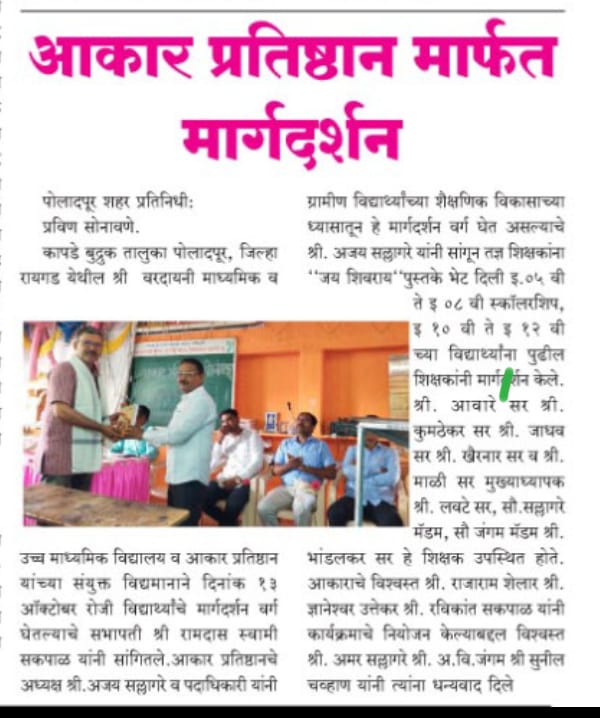 आकार प्रतिष्ठान मार्फत
मार्गदर्शन
पोलादपूर शहर प्रतिनिधी:
प्रविण सोनावणे.
कापडे बुद्रुक तालुका पोलादपूर, जिल्हा
रायगड येथील श्री वरदायनी माध्यमिक व
उच्च माध्यमिक विद्यालय व आकार प्रतिष्ठान
यांच्या संयुक्त विद्यमानाने दिनांक १३
ऑक्टोबर रोजी विद्यार्थ्यांचे मार्गदर्शन वर्ग
घेतल्याचे सभापती श्री रामदास स्वामी
सकपाळ यांनी सांगितले.आकार प्रतिष्ठानचे
अध्यक्ष श्री.अजय सल्लागरे व पदाधिकारी यांनी
ग्रामीण विद्यार्थ्यांच्या शैक्षणिक विकासाच्या
ध्यासातून हे मार्गदर्शन वर्ग घेत असल्याचे
श्री. अजय सल्लागरे यांनी सांगून तज्ञ शिक्षकांना
‘‘जय शिवराय‘‘पुस्तके भेट दिली इ.०५ वी
ते इ ०८ वी स्कॉलरशिप,
इ १० वी ते इ १२ वी
च्या विद्यार्थ्यांना पुढील
शिक्षकांनी मार्गदर्शन केले.
श्री. आवारे सर श्री.
कुमठेकर सर श्री. जाधव
सर श्री. खैरनार सर व श्री.
माळी सर मुख्याध्यापक
श्री. लवटे सर, सौ.सल्लागरे
मॅडम, सौ जंगम मॅडम श्री.
भांडलकर सर हे शिक्षक उपस्थित होते.
आकाराचे विश्वस्त श्री. राजाराम शेलार श्री.
ज्ञानेश्वर उत्तेकर श्री. रविकांत सकपाळ यांनी
कार्यक्रमाचे नियोजन केल्याबद्दल विश्वस्त
श्री. अमर सल्लागरे श्री. अ.वि.जंगम श्री सुनील
चव्हाण यांनी त्यांना धन्यवाद दिले